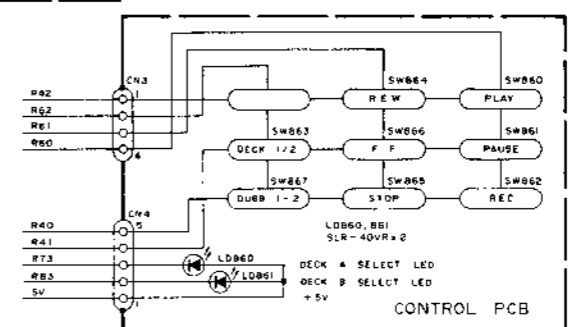 CN3
SW864
SW860
R42
1
REW
PLAY
R62
R61
SW863
SW866
SW861
R60
4
DECK 1/2
F F
PAUSE
SW867
SW865
SW862
CN4
DUBB 1-2
STOP
REC
5
R40
LD860, 861
R41
SLR-40VR×2
R73
LD860
DECK A SELECT LED
R83
LD861
DECK B SELECT LED
5V
+5V
1
CONTROL PCB